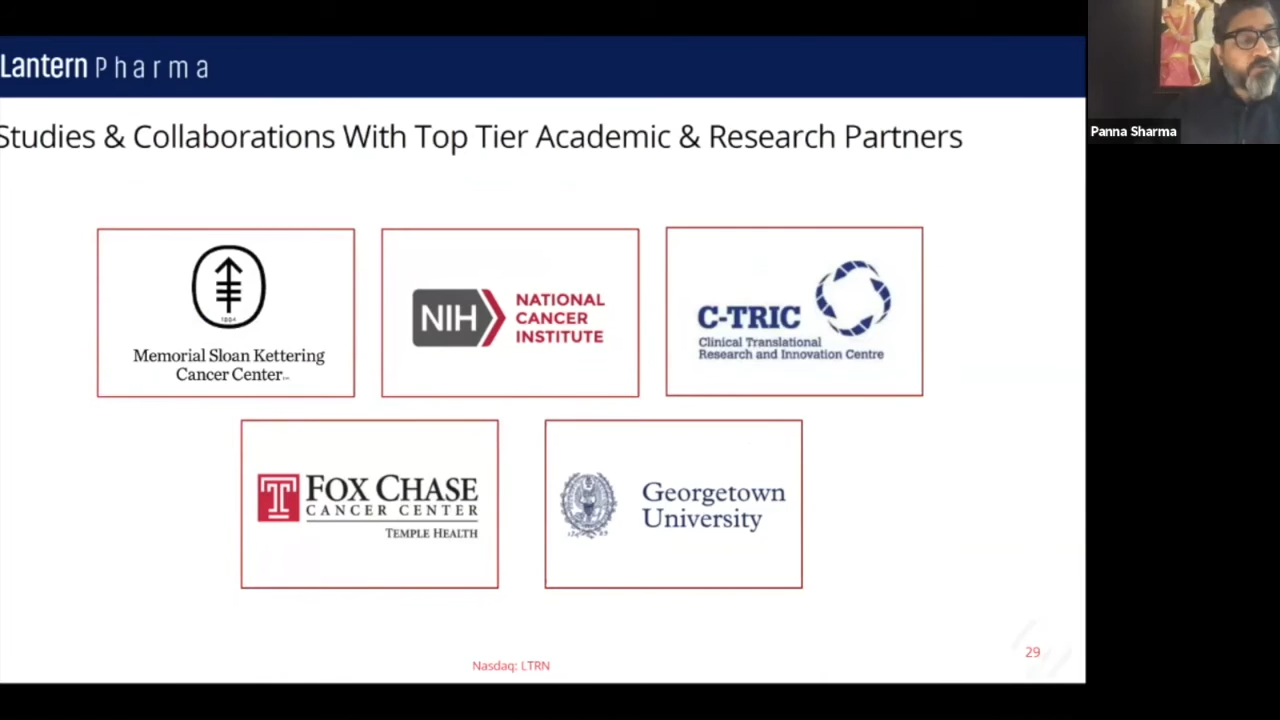 Lantern Pharma
Panna Sharma
Studies & Collaborations With Top Tier Academic & Research Partners
1884
Memorial Sloan Kettering
Cancer Center
NIH
NATIONAL
CANCER
INSTITUTE
C-TRIC
Clinical Translational
Research and Innovation Centre
T
FOX CHASE
CANCER CENTER
TEMPLE HEALTH
Georgetown
University
Nasdaq: LTRN
29